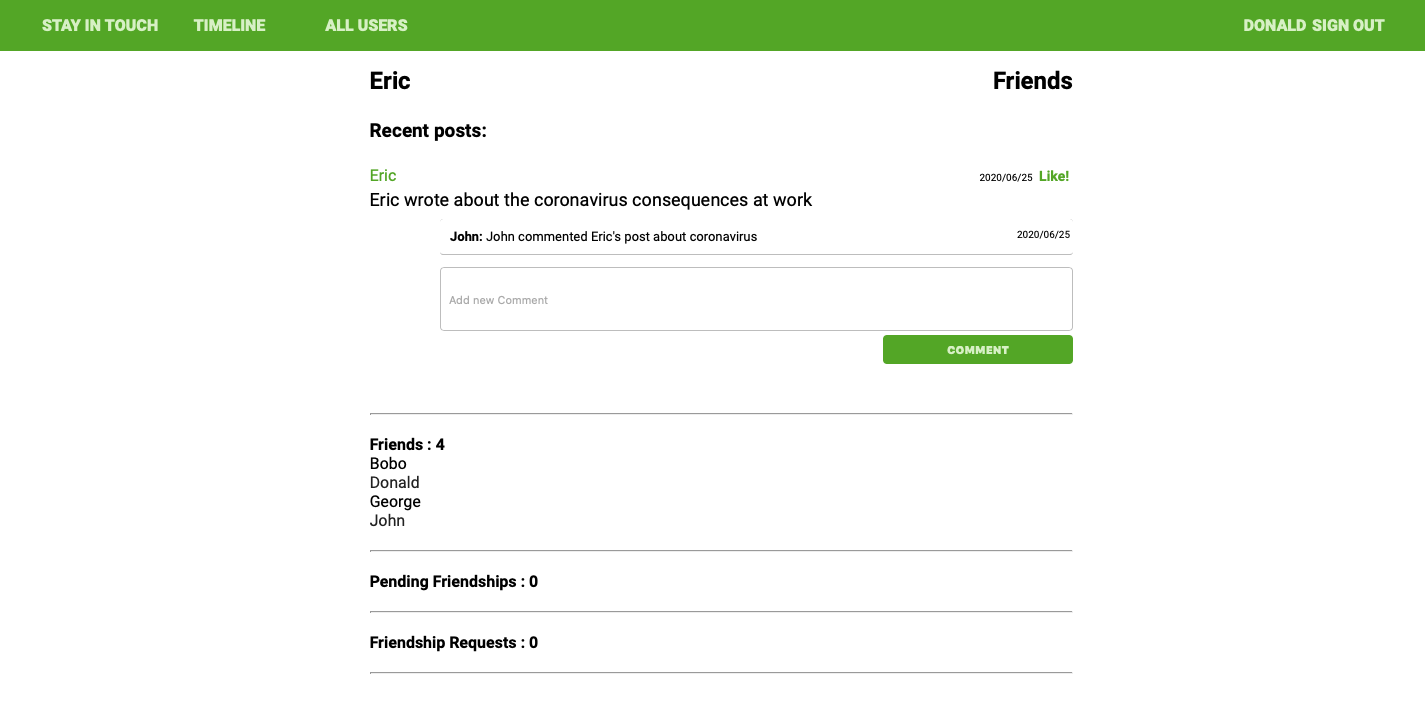 STAY IN TOUCH TIMELINE ALL USERS DONALD SIGN OUT
Eric Friends
Recent posts:
Eric 2020/06/25 Like!
Eric wrote about the coronavirus consequences at work
John: John commented Eric's post about coronavirus 2020/06/25
Add new Comment
COMMENT
Friends : 4
Bobo
Donald
George
John
Pending Friendships : 0
Friendship Requests : 0